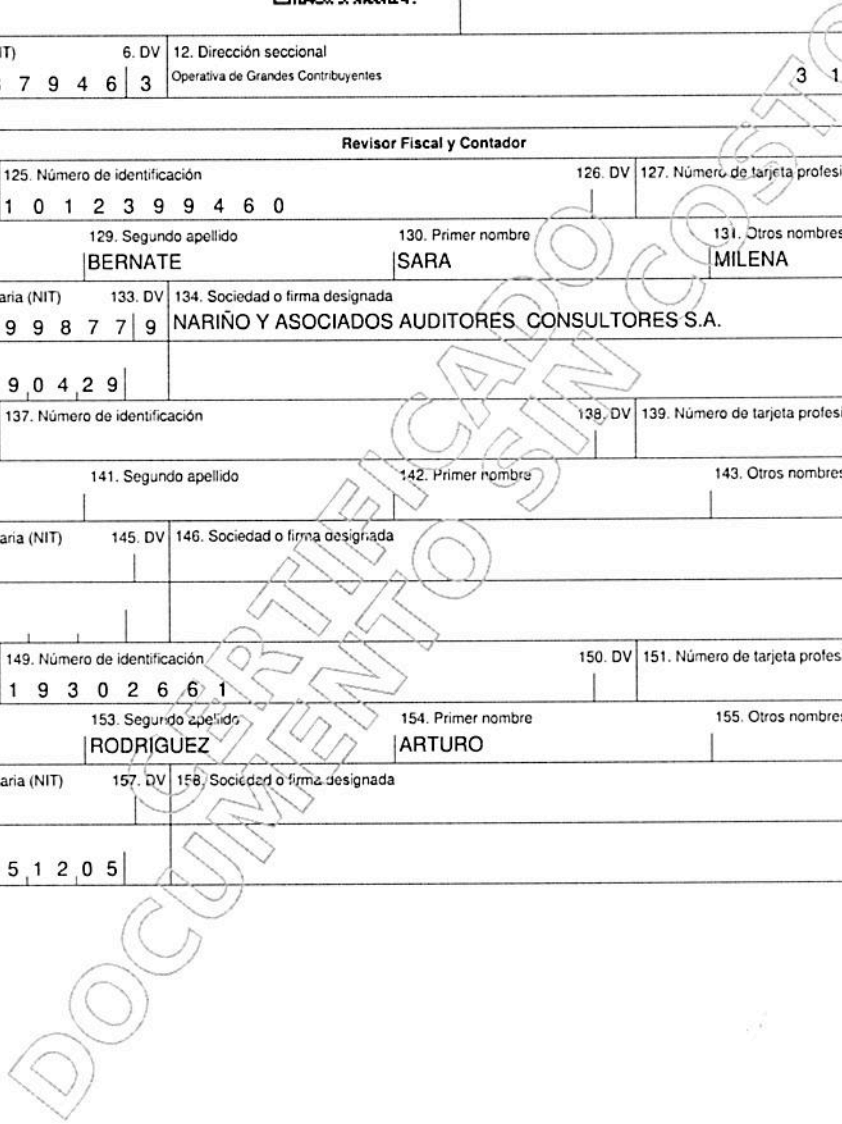 IT) 6. DV 12. Dirección seccional
7 9 4 6 3 Operativa de Grandes Contribuyentes 3 1
Revisor Fiscal y Contador
125. Número de identificación 126. DV 127. Número de tarjeta profesi
1 0 1 2 3 9 9 4 6 0
129. Segundo apellido 130. Primer nombre 131. Otros nombres
BERNATE SARA MILENA
aria (NIT) 133. DV 134. Sociedad o firma designada
9 9 8 7 7 9 NARIÑO Y ASOCIADOS AUDITORES CONSULTORES S.A.
9 0 4 2 9
137. Número de identificación 138. DV 139. Número de tarjeta profesi
141. Segundo apellido 142. Primer nombre 143. Otros nombres
aria (NIT) 145. DV 146. Sociedad o firma designada
149. Número de identificación 150. DV 151. Número de tarjeta profes
1 9 3 0 2 6 6 1
153. Segundo apellido 154. Primer nombre 155. Otros nombres
RODRIGUEZ ARTURO
aria (NIT) 157. DV 158. Sociedad o firma designada
5 1 2 0 5
CERTIFICADO
DOCUMENTO SIN COSTO